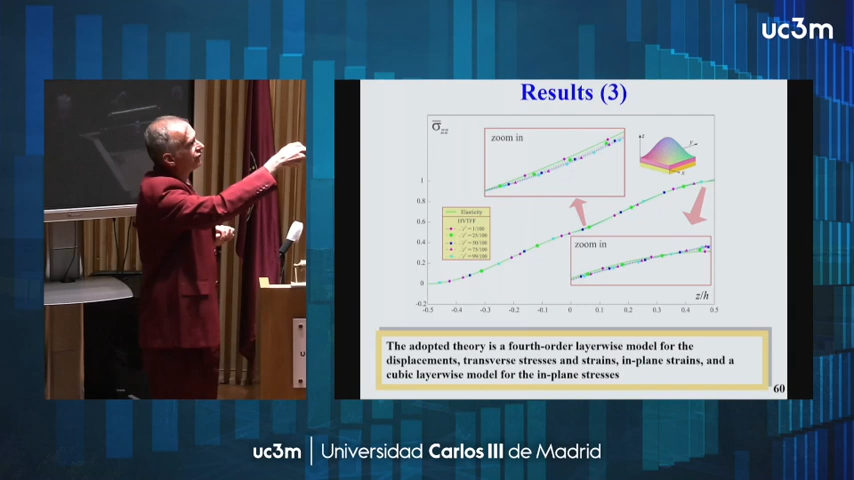 uc3m
Results (3)
σzz
zoom in
z
y
x
1
0.8
0.6
0.4
0.2
0
-0.2
Elasticity
HVTFF
zoom in
-0.5
-0.4
-0.3
-0.2
-0.1
0
0.1
0.2
0.3
0.4
0.5
z/h
The adopted theory is a fourth-order layerwise model for the
displacements, transverse stresses and strains, in-plane strains, and a
cubic layerwise model for the in-plane stresses
60
uc3m | Universidad Carlos III de Madrid